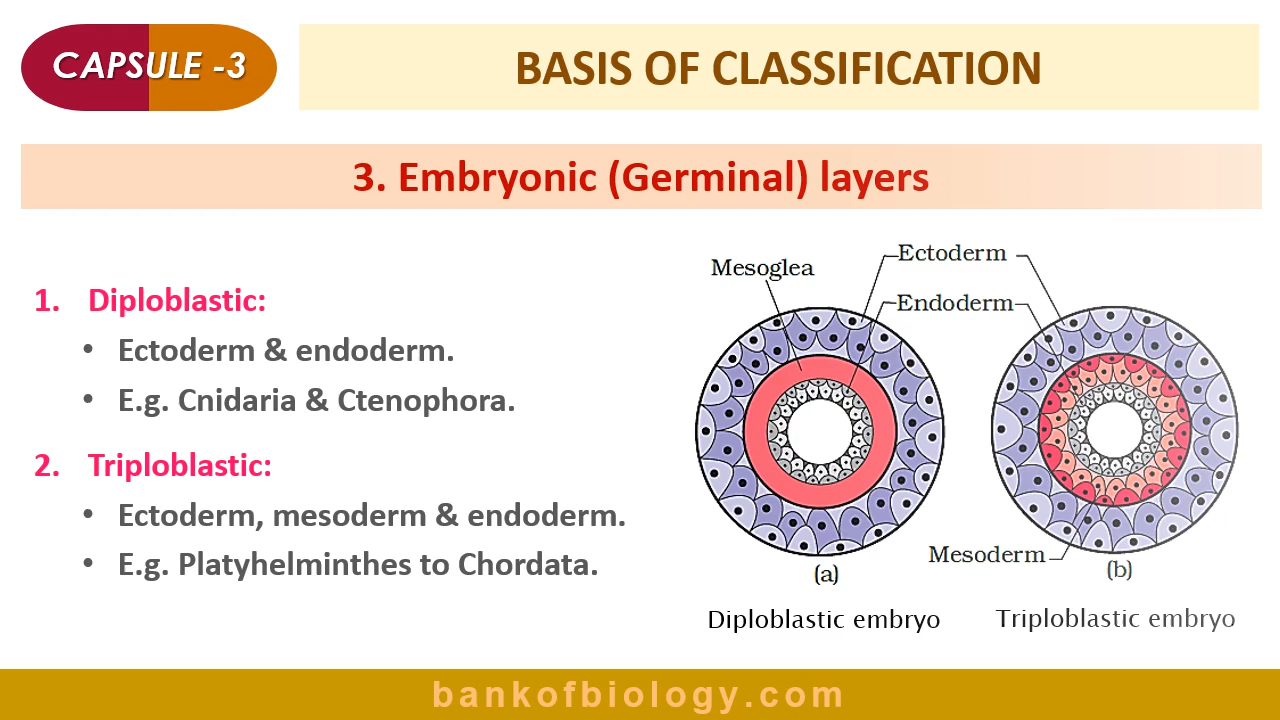 CAPSULE -3
BASIS OF CLASSIFICATION
3. Embryonic (Germinal) layers
1. Diploblastic:
• Ectoderm & endoderm.
• E.g. Cnidaria & Ctenophora.
2. Triploblastic:
• Ectoderm, mesoderm & endoderm.
• E.g. Platyhelminthes to Chordata.
Mesoglea
Ectoderm
Endoderm
Mesoderm
(a)
(b)
Diploblastic embryo
Triploblastic embryo
bankofbiology.com